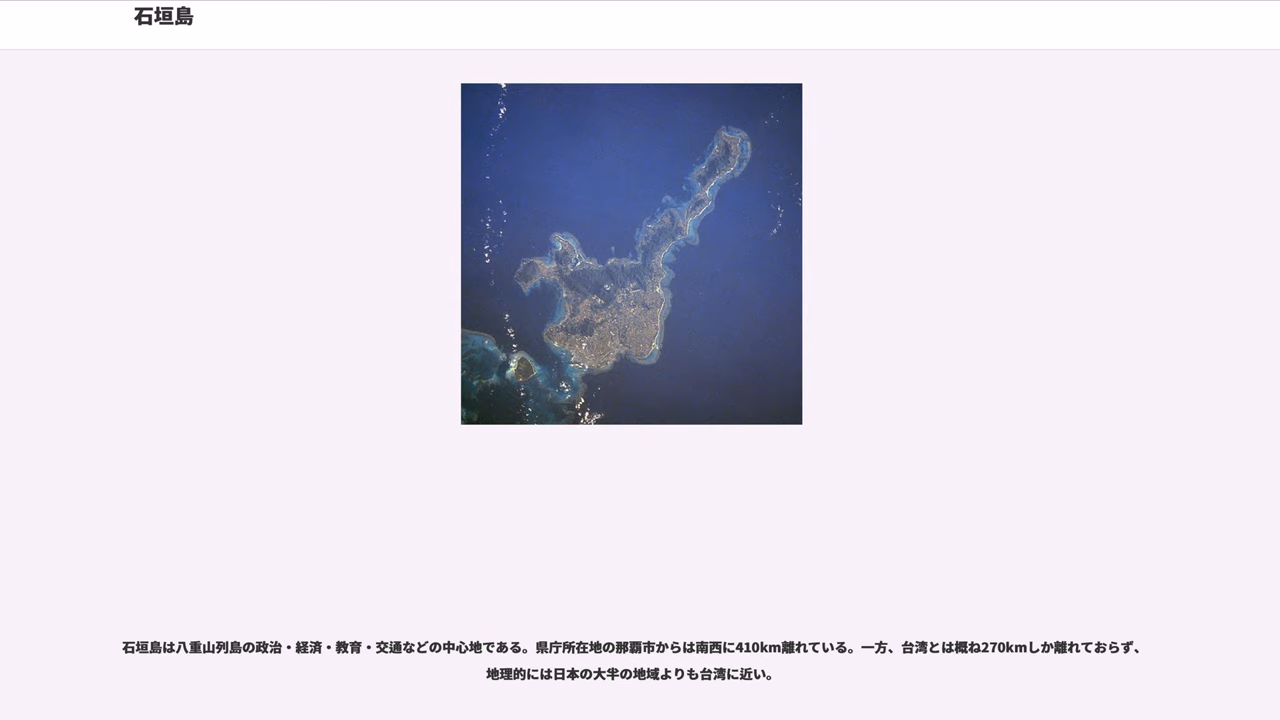 石垣島
石垣島は八重山列島の政治・経済・教育・交通などの中心地である。県庁所在地の那覇市からは南西に410km離れている。一方、台湾とは概ね270kmしか離れておらず、
地理的には日本の大半の地域よりも台湾に近い。